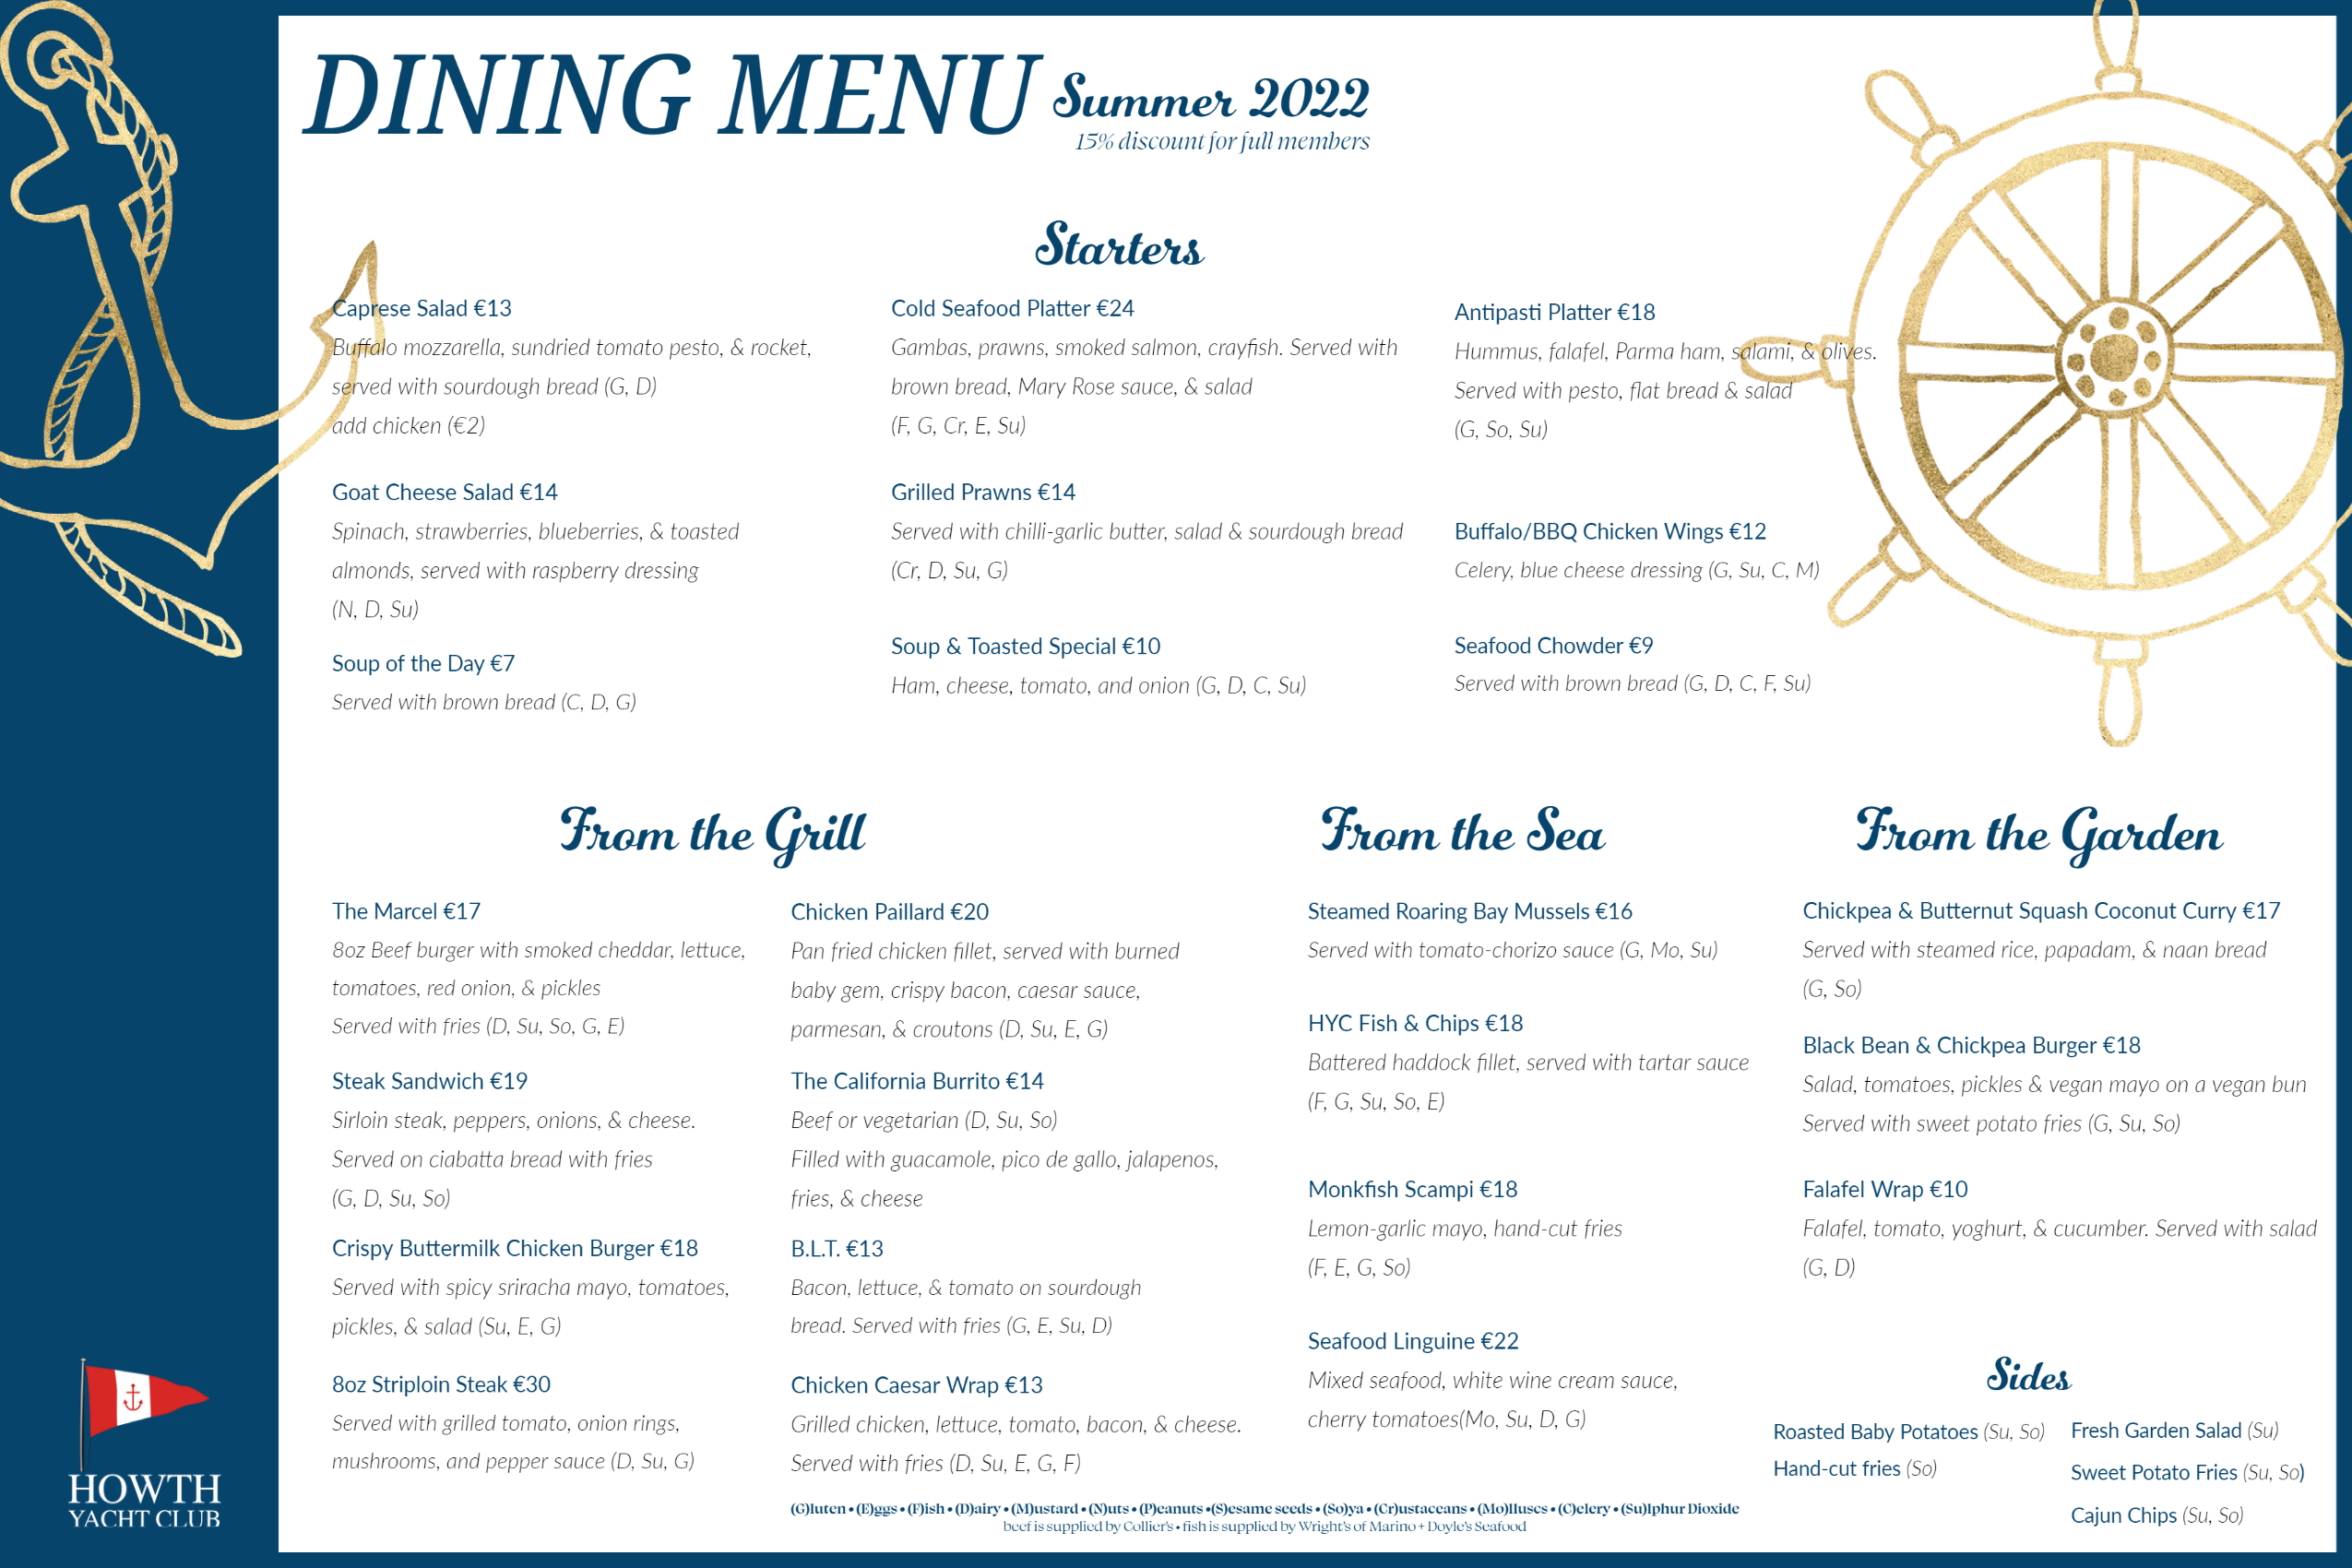 DINING MENU Summer 2022
15% discount for full members
Starters
Caprese Salad €13
Buffalo mozzarella, sundried tomato pesto, & rocket,
served with sourdough bread (G, D)
add chicken (€2)
Goat Cheese Salad €14
Spinach, strawberries, blueberries, & toasted
almonds, served with raspberry dressing
(N, D, Su)
Soup of the Day €7
Served with brown bread (C, D, G)
Cold Seafood Platter €24
Gambas, prawns, smoked salmon, crayfish. Served with
brown bread, Mary Rose sauce, & salad
(F, G, Cr, E, Su)
Grilled Prawns €14
Served with chilli-garlic butter, salad & sourdough bread
(Cr, D, Su, G)
Soup & Toasted Special €10
Ham, cheese, tomato, and onion (G, D, C, Su)
Antipasti Platter €18
Hummus, falafel, Parma ham, salami, & olives.
Served with pesto, flat bread & salad
(G, So, Su)
Buffalo/BBQ Chicken Wings €12
Celery, blue cheese dressing (G, Su, C, M)
Seafood Chowder €9
Served with brown bread (G, D, C, F, Su)
From the Grill
The Marcel €17
8oz Beef burger with smoked cheddar, lettuce,
tomatoes, red onion, & pickles
Served with fries (D, Su, So, G, E)
Steak Sandwich €19
Sirloin steak, peppers, onions, & cheese.
Served on ciabatta bread with fries
(G, D, Su, So)
Crispy Buttermilk Chicken Burger €18
Served with spicy sriracha mayo, tomatoes,
pickles, & salad (Su, E, G)
8oz Striploin Steak €30
Served with grilled tomato, onion rings,
mushrooms, and pepper sauce (D, Su, G)
Chicken Paillard €20
Pan fried chicken fillet, served with burned
baby gem, crispy bacon, caesar sauce,
parmesan, & croutons (D, Su, E, G)
The California Burrito €14
Beef or vegetarian (D, Su, So)
Filled with guacamole, pico de gallo, jalapenos,
fries, & cheese
B.L.T. €13
Bacon, lettuce, & tomato on sourdough
bread. Served with fries (G, E, Su, D)
Chicken Caesar Wrap €13
Grilled chicken, lettuce, tomato, bacon, & cheese.
Served with fries (D, Su, E, G, F)
From the Sea
Steamed Roaring Bay Mussels €16
Served with tomato-chorizo sauce (G, Mo, Su)
HYC Fish & Chips €18
Battered haddock fillet, served with tartar sauce
(F, G, Su, So, E)
Monkfish Scampi €18
Lemon-garlic mayo, hand-cut fries
(F, E, G, So)
Seafood Linguine €22
Mixed seafood, white wine cream sauce,
cherry tomatoes(Mo, Su, D, G)
From the Garden
Chickpea & Butternut Squash Coconut Curry €17
Served with steamed rice, papadam, & naan bread
(G, So)
Black Bean & Chickpea Burger €18
Salad, tomatoes, pickles & vegan mayo on a vegan bun
Served with sweet potato fries (G, Su, So)
Falafel Wrap €10
Falafel, tomato, yoghurt, & cucumber. Served with salad
(G, D)
Sides
Roasted Baby Potatoes (Su, So)
Hand-cut fries (So)
Fresh Garden Salad (Su)
Sweet Potato Fries (Su, So)
Cajun Chips (Su, So)
(G)luten • (E)ggs • (F)ish • (D)airy • (M)ustard • (N)uts • (P)eanuts •(S)esame seeds • (So)ya • (Cr)ustaceans • (Mo)lluscs • (C)elery • (Su)lphur Dioxide
beef is supplied by Collier's • fish is supplied by Wright's of Marino + Doyle's Seafood
HOWTH
YACHT CLUB